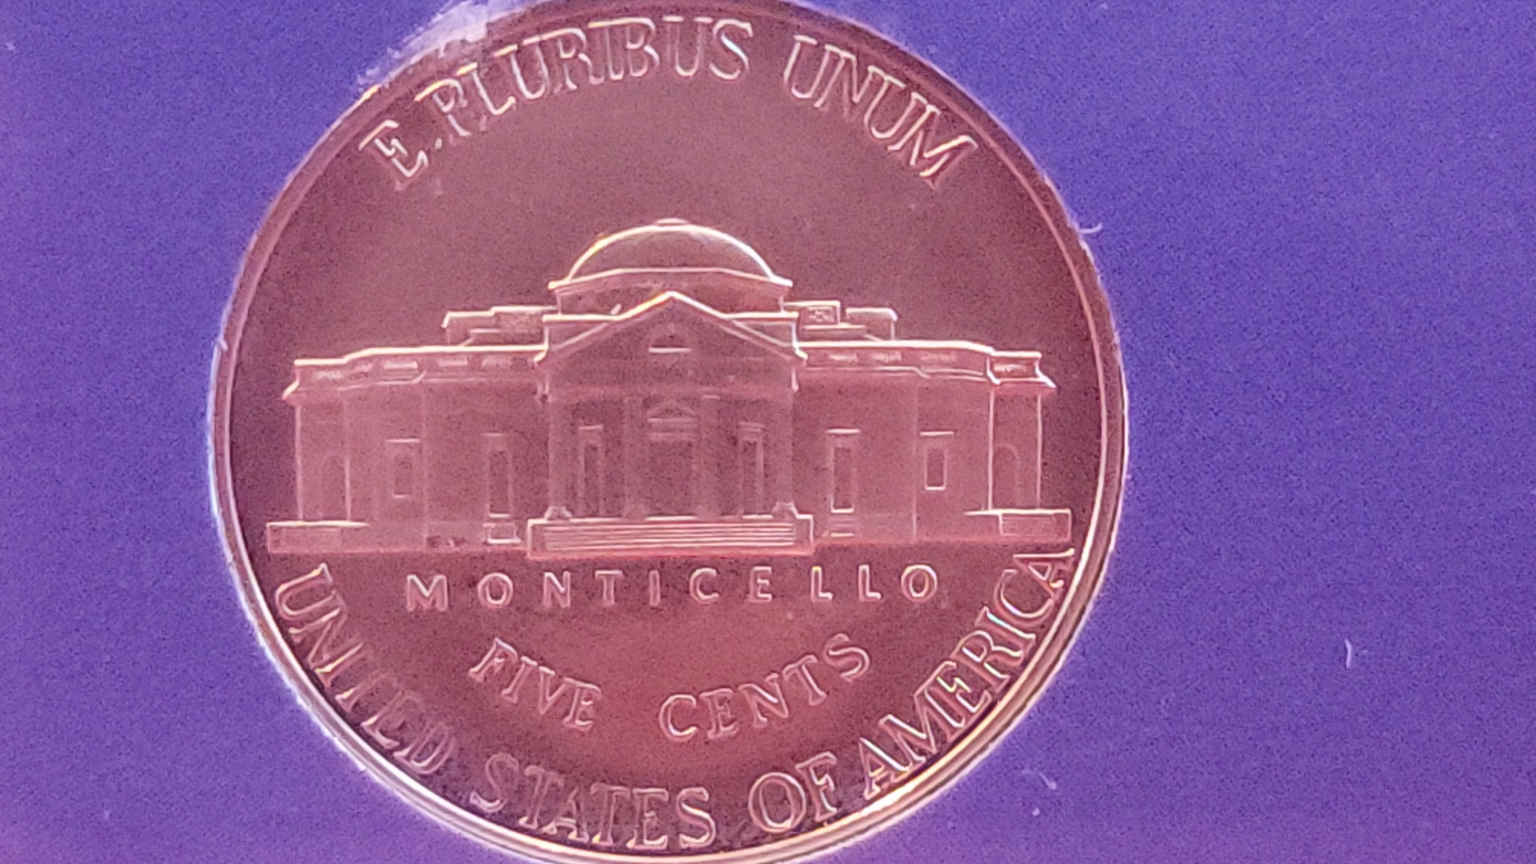 E·PLURIBUS UNUM
MONTICELLO
FIVE CENTS
UNITED STATES OF AMERICA